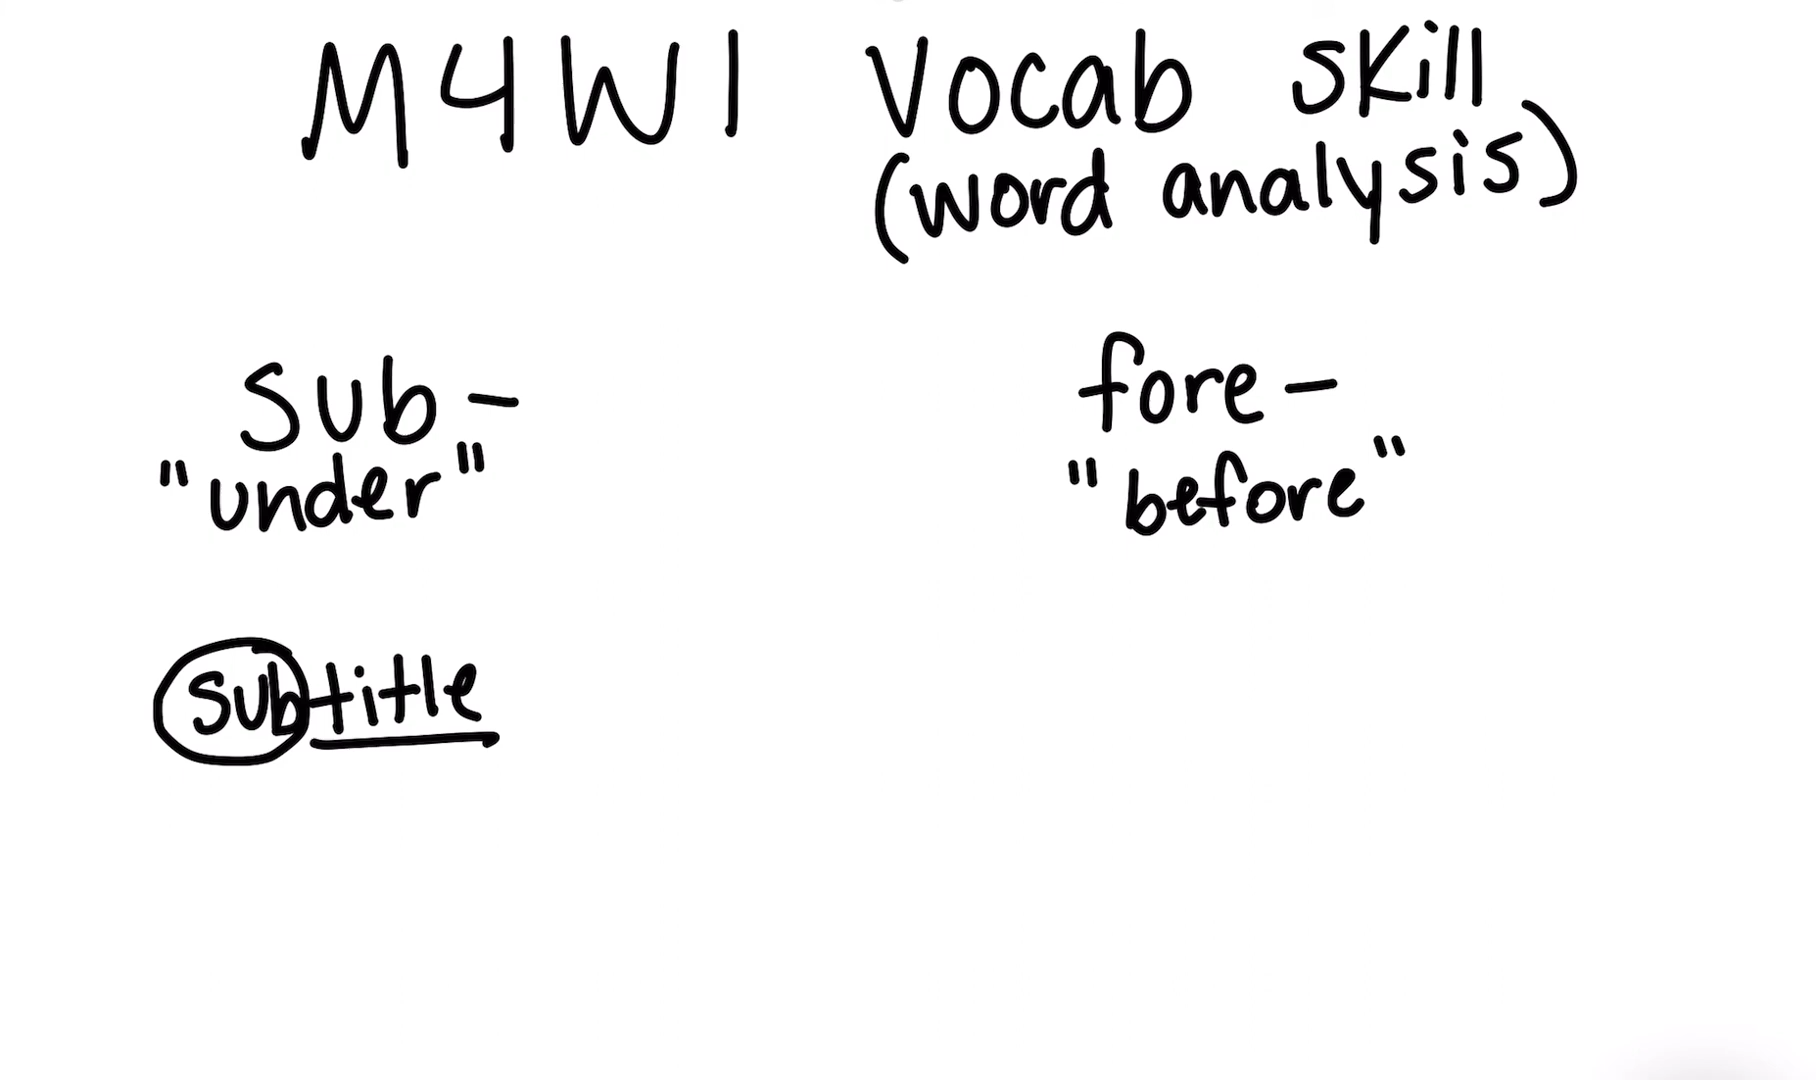 M4W1 Vocab skill
(word analysis)
Sub-
"under"
fore-
"before"
subtitle